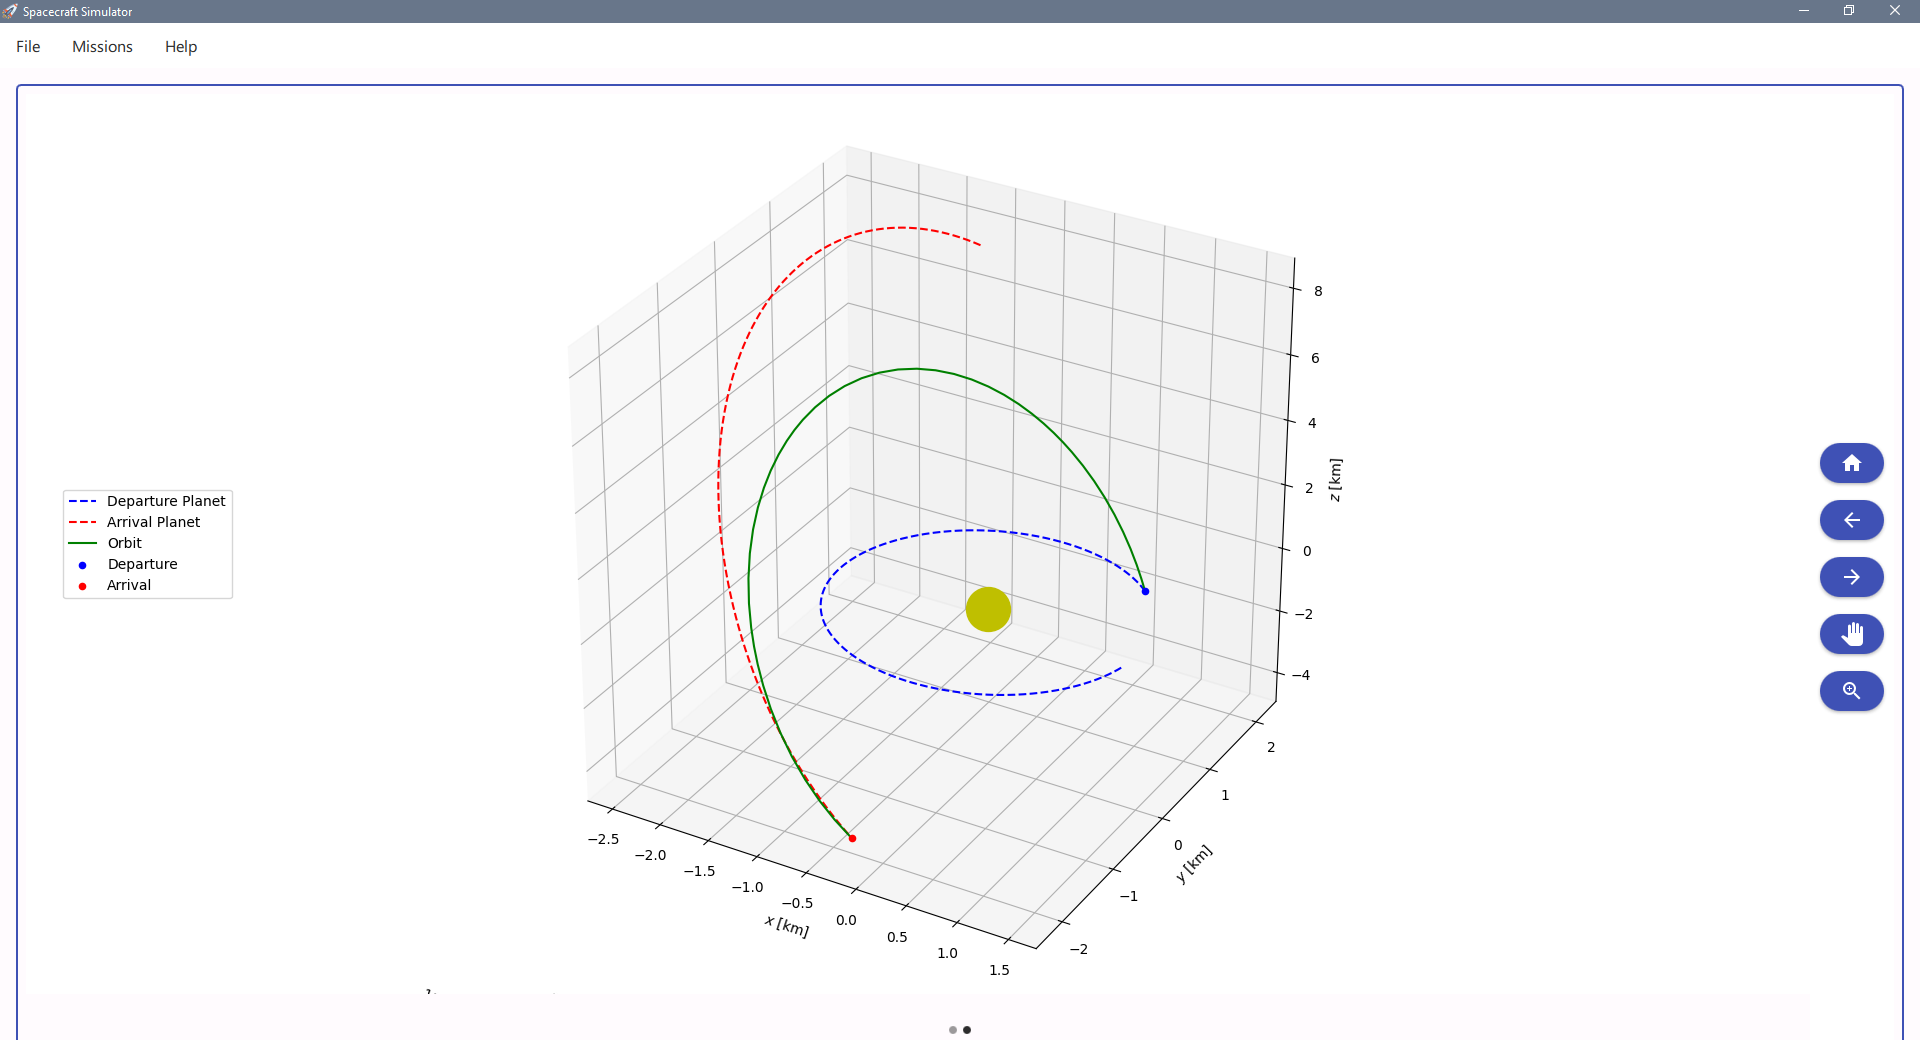 Spacecraft Simulator
File Missions Help
Departure Planet
Arrival Planet
Orbit
Departure
Arrival
8
6
4
2
0
−2
−4
z [km]
2
1
0
−1
−2
y [km]
−2.5
−2.0
−1.5
−1.0
−0.5
0.0
0.5
1.0
1.5
x [km]